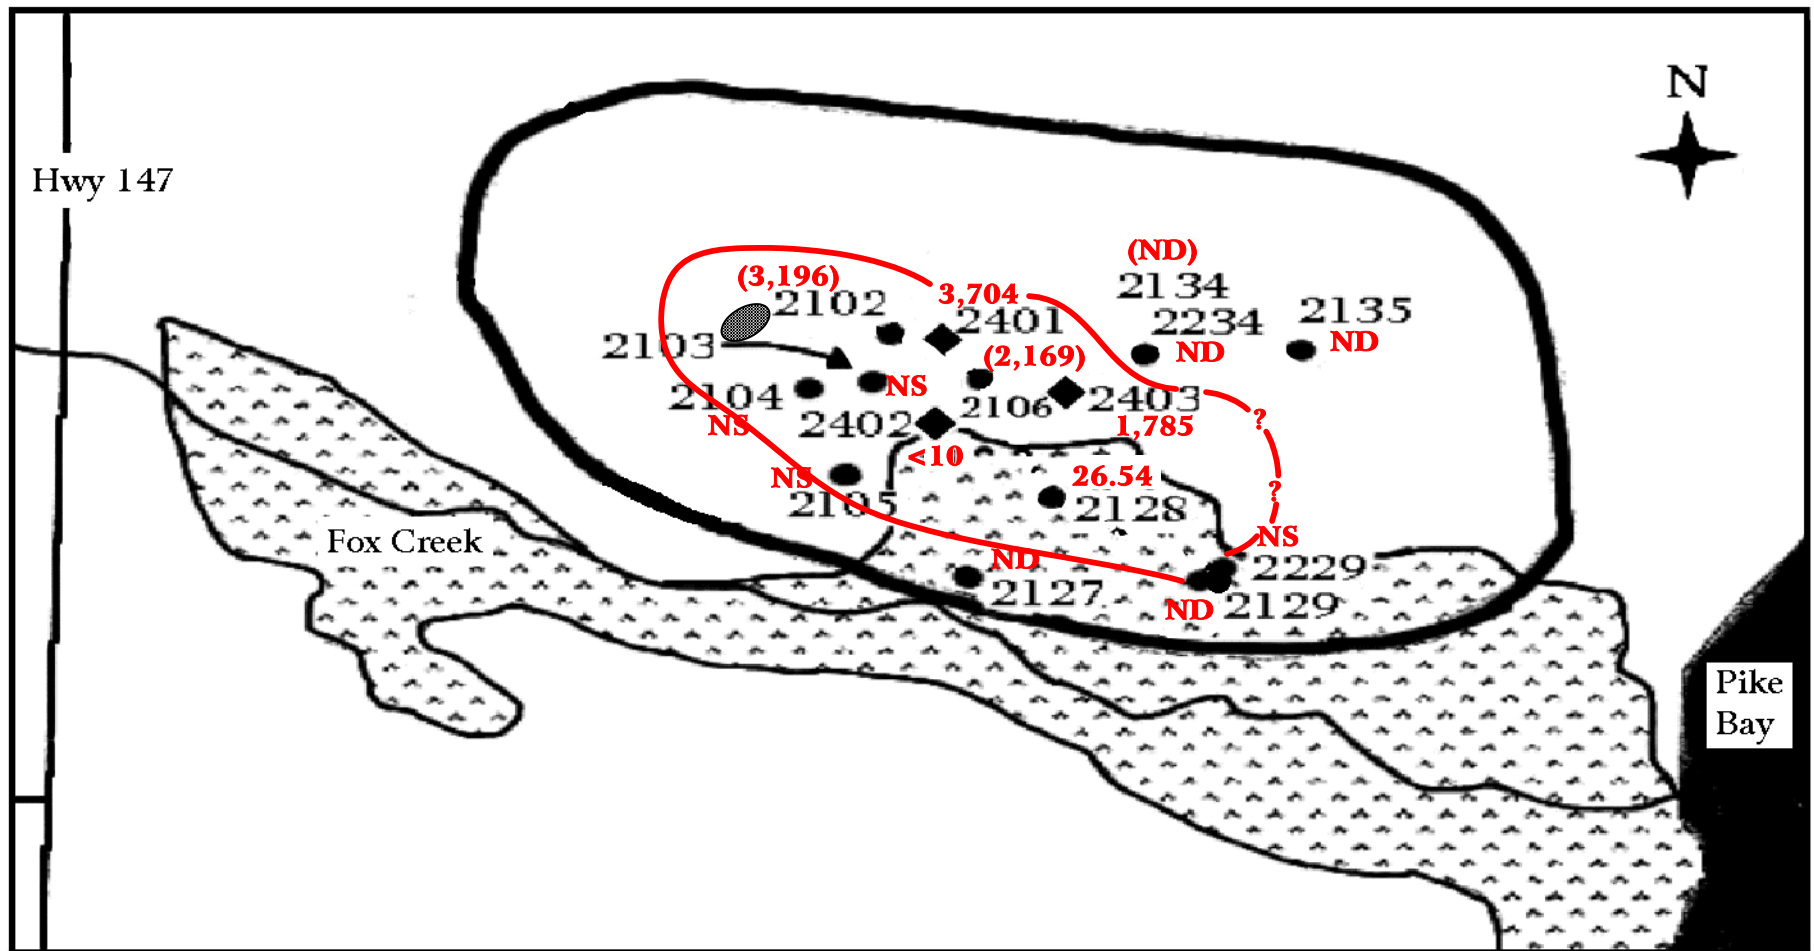 N
Hwy 147
(ND)
(3,196)
2134
3,704
2102
2401
2234
2135
2103
(2,169)
ND
ND
NS
2104
2106
2403
NS
2402
1,785
?
<10
NS
26.54
?
2105
2128
Fox Creek
NS
ND
2229
2127
ND
2129
Pike
Bay